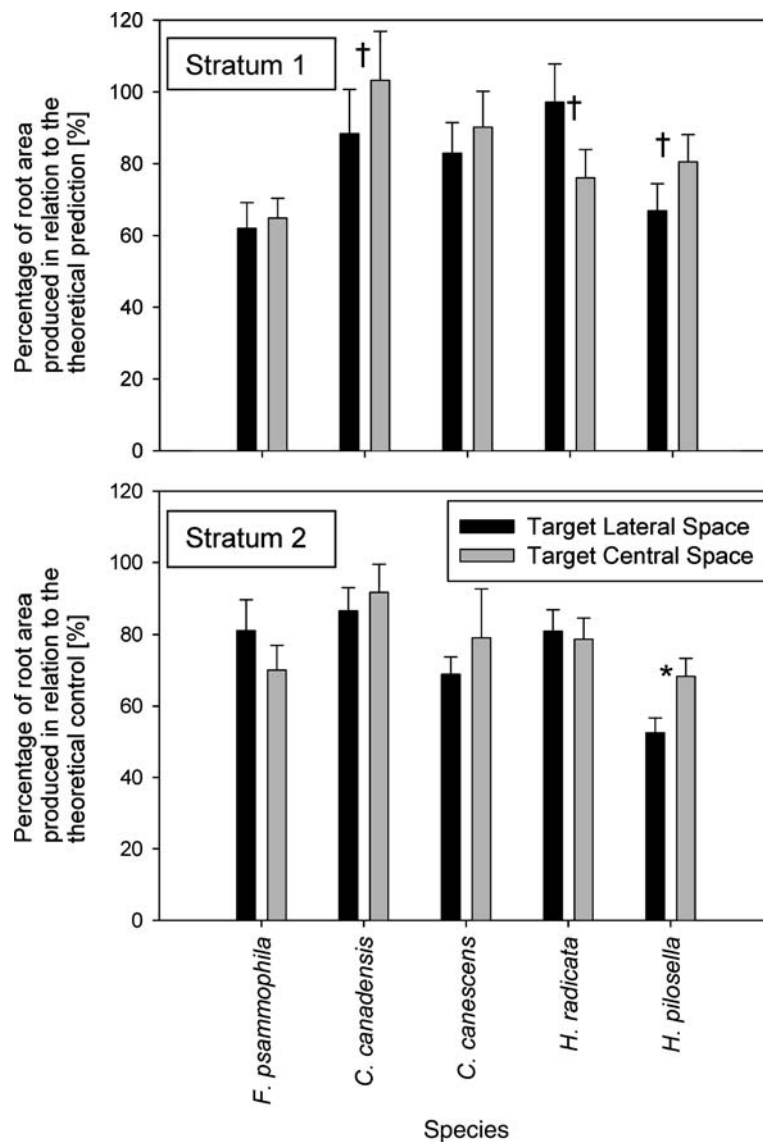 Percentage of root area
produced in relation to the
theoretical prediction [%]
120
100
80
60
40
20
0
Stratum 1
†
†
†
Percentage of root area
produced in relation to the
theoretical control [%]
120
100
80
60
40
20
0
Stratum 2
Target Lateral Space
Target Central Space
*
F. psammophila
C. canadensis
C. canescens
H. radicata
H. pilosella
Species